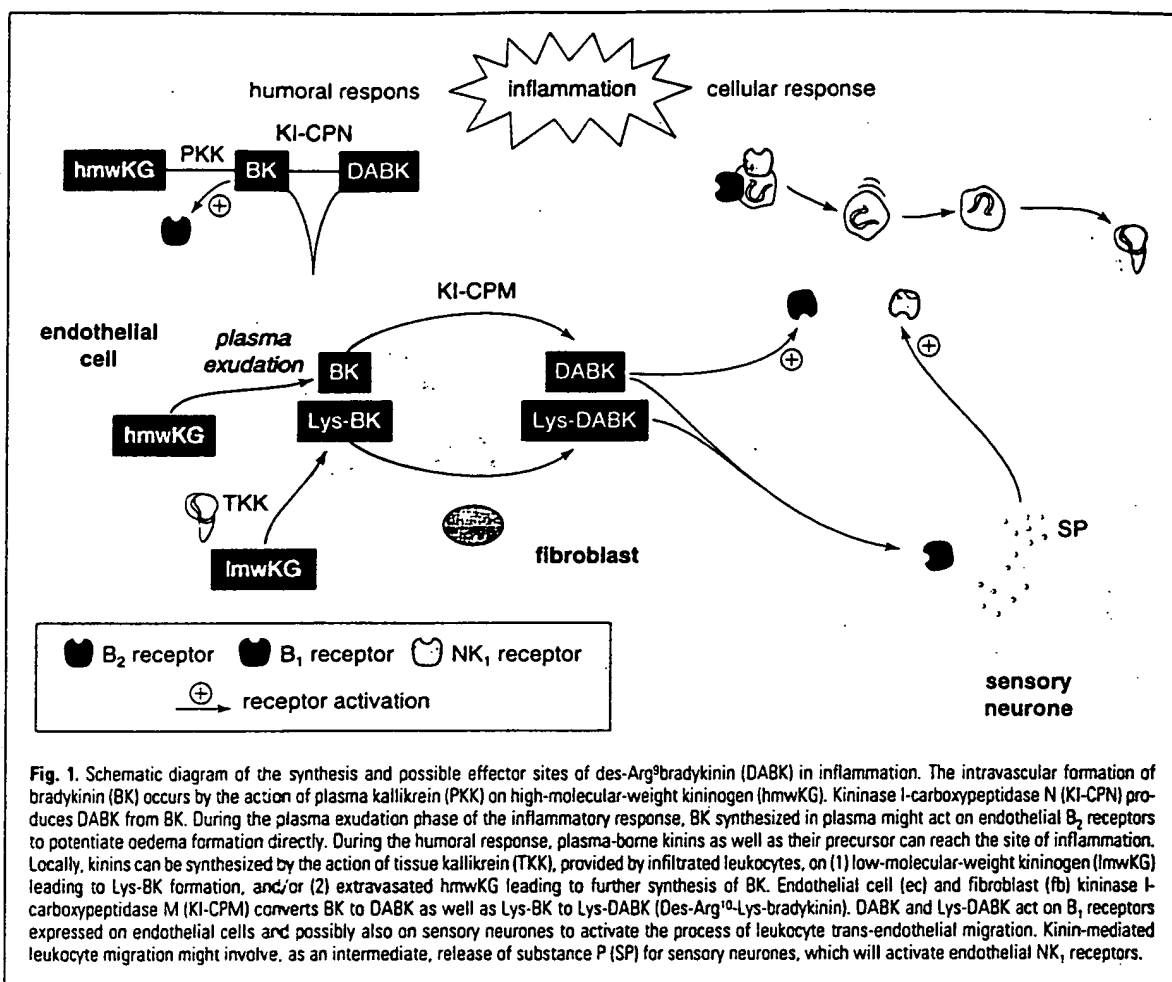 inflammation
humoral respons
cellular response
KI-CPN
hmwKG
PKK
BK
DABK
+
KI-CPM
endothelial
cell
plasma
exudation
BK
DABK
+
+
Lys-BK
Lys-DABK
hmwKG
TKK
SP
fibroblast
lmwKG
B₂ receptor
B₁ receptor
NK₁ receptor
+
receptor activation
sensory
neurone
Fig. 1. Schematic diagram of the synthesis and possible effector sites of des-Arg⁹bradykinin (DABK) in inflammation. The intravascular formation of
bradykinin (BK) occurs by the action of plasma kallikrein (PKK) on high-molecular-weight kininogen (hmwKG). Kininase I-carboxypeptidase N (KI-CPN) pro-
duces DABK from BK. During the plasma exudation phase of the inflammatory response, BK synthesized in plasma might act on endothelial B₂ receptors
to potentiate oedema formation directly. During the humoral response, plasma-borne kinins as well as their precursor can reach the site of inflammation.
Locally, kinins can be synthesized by the action of tissue kallikrein (TKK), provided by infiltrated leukocytes, on (1) low-molecular-weight kininogen (lmwKG)
leading to Lys-BK formation, and/or (2) extravasated hmwKG leading to further synthesis of BK. Endothelial cell (ec) and fibroblast (fb) kininase I-
carboxypeptidase M (KI-CPM) converts BK to DABK as well as Lys-BK to Lys-DABK (Des-Arg¹⁰-Lys-bradykinin). DABK and Lys-DABK act on B₁ receptors
expressed on endothelial cells and possibly also on sensory neurones to activate the process of leukocyte trans-endothelial migration. Kinin-mediated
leukocyte migration might involve, as an intermediate, release of substance P (SP) for sensory neurones, which will activate endothelial NK₁ receptors.